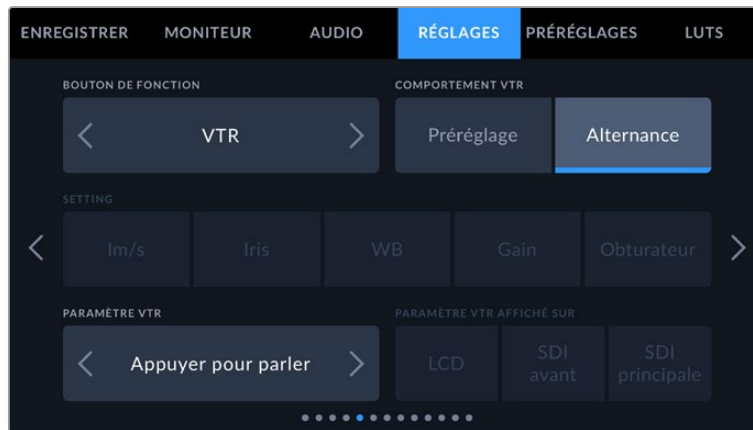 ENREGISTRER MONITEUR AUDIO RÉGLAGES PRÉRÉGLAGES LUTS
BOUTON DE FONCTION COMPORTEMENT VTR
VTR Préréglage Alternance
SETTING
Im/s Iris WB Gain Obturateur
PARAMÈTRE VTR PARAMÈTRE VTR AFFICHÉ SUR
Appuyer pour parler LCD SDI avant SDI principale